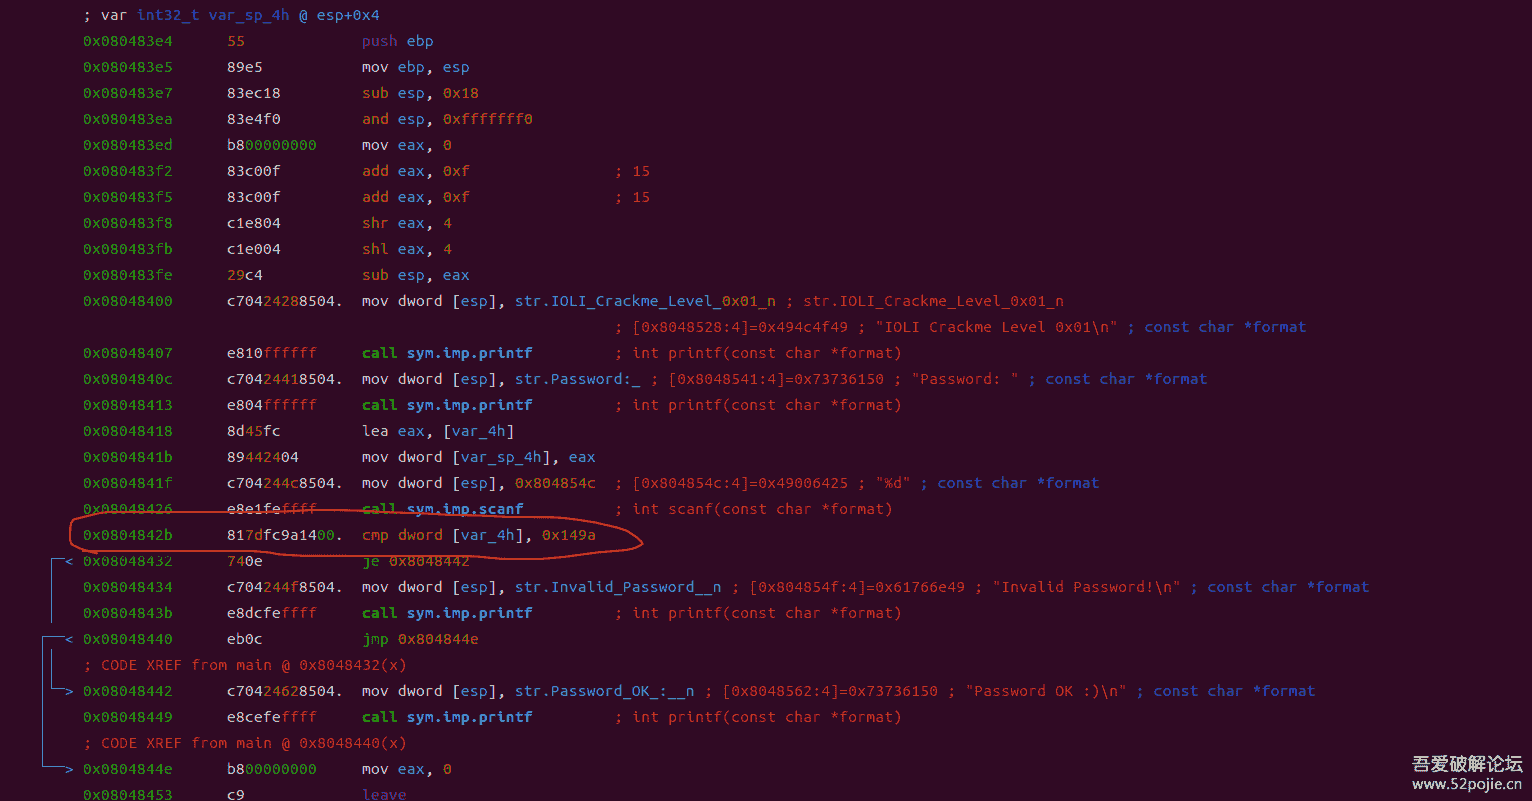 ; var int32_t var_sp_4h @ esp+0x4
0x080483e4 55 push ebp
0x080483e5 89e5 mov ebp, esp
0x080483e7 83ec18 sub esp, 0x18
0x080483ea 83e4f0 and esp, 0xfffffff0
0x080483ed b800000000 mov eax, 0
0x080483f2 83c00f add eax, 0xf ; 15
0x080483f5 83c00f add eax, 0xf ; 15
0x080483f8 c1e804 shr eax, 4
0x080483fb c1e004 shl eax, 4
0x080483fe 29c4 sub esp, eax
0x08048400 c70424288504. mov dword [esp], str.IOLI_Crackme_Level_0x01_n ; str.IOLI_Crackme_Level_0x01_n
; [0x8048528:4]=0x494c4f49 ; "IOLI Crackme Level 0x01\n" ; const char *format
0x08048407 e810ffffff call sym.imp.printf ; int printf(const char *format)
0x0804840c c70424418504. mov dword [esp], str.Password:_ ; [0x8048541:4]=0x73736150 ; "Password: " ; const char *format
0x08048413 e804ffffff call sym.imp.printf ; int printf(const char *format)
0x08048418 8d45fc lea eax, [var_4h]
0x0804841b 89442404 mov dword [var_sp_4h], eax
0x0804841f c704244c8504. mov dword [esp], 0x804854c ; [0x804854c:4]=0x49006425 ; "%d" ; const char *format
0x08048426 e8e1feffff call sym.imp.scanf ; int scanf(const char *format)
0x0804842b 817dfc9a1400. cmp dword [var_4h], 0x149a
< 0x08048432 740e je 0x8048442
0x08048434 c704244f8504. mov dword [esp], str.Invalid_Password__n ; [0x804854f:4]=0x61766e49 ; "Invalid Password!\n" ; const char *format
0x0804843b e8dcfeffff call sym.imp.printf ; int printf(const char *format)
< 0x08048440 eb0c jmp 0x804844e
; CODE XREF from main @ 0x8048432(x)
> 0x08048442 c70424628504. mov dword [esp], str.Password_OK_:__n ; [0x8048562:4]=0x73736150 ; "Password OK :)\n" ; const char *format
0x08048449 e8cefeffff call sym.imp.printf ; int printf(const char *format)
; CODE XREF from main @ 0x8048440(x)
> 0x0804844e b800000000 mov eax, 0
0x08048453 c9 leave
吾爱破解论坛
www.52pojie.cn